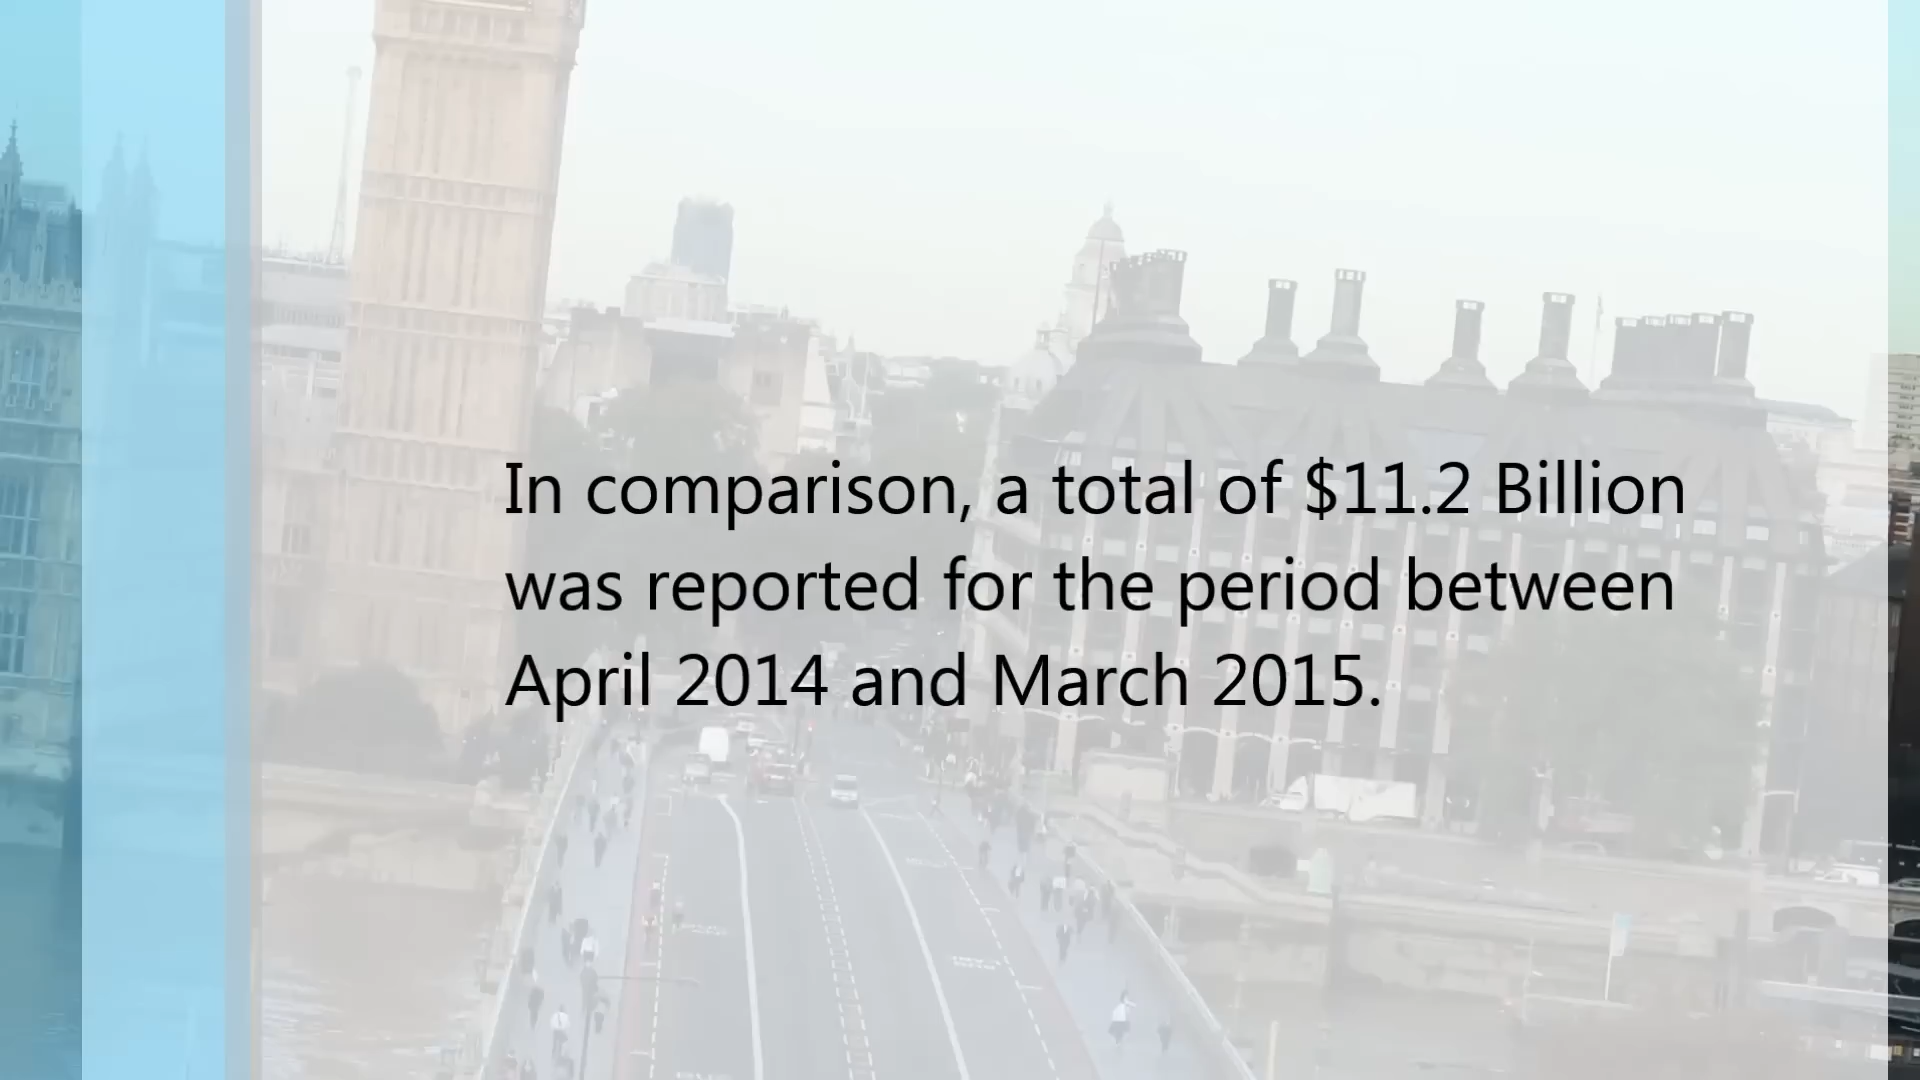 In comparison, a total of $11.2 Billion
was reported for the period between
April 2014 and March 2015.